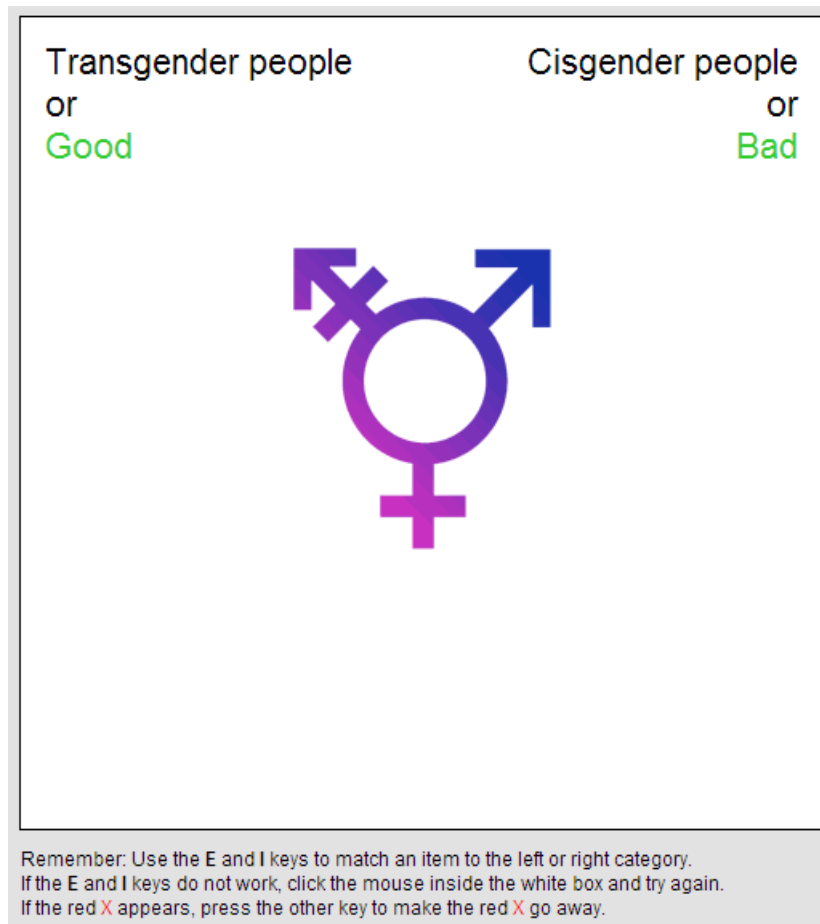 Transgender people
or
Good
Cisgender people
or
Bad
Remember: Use the E and I keys to match an item to the left or right category.
If the E and I keys do not work, click the mouse inside the white box and try again.
If the red X appears, press the other key to make the red X go away.